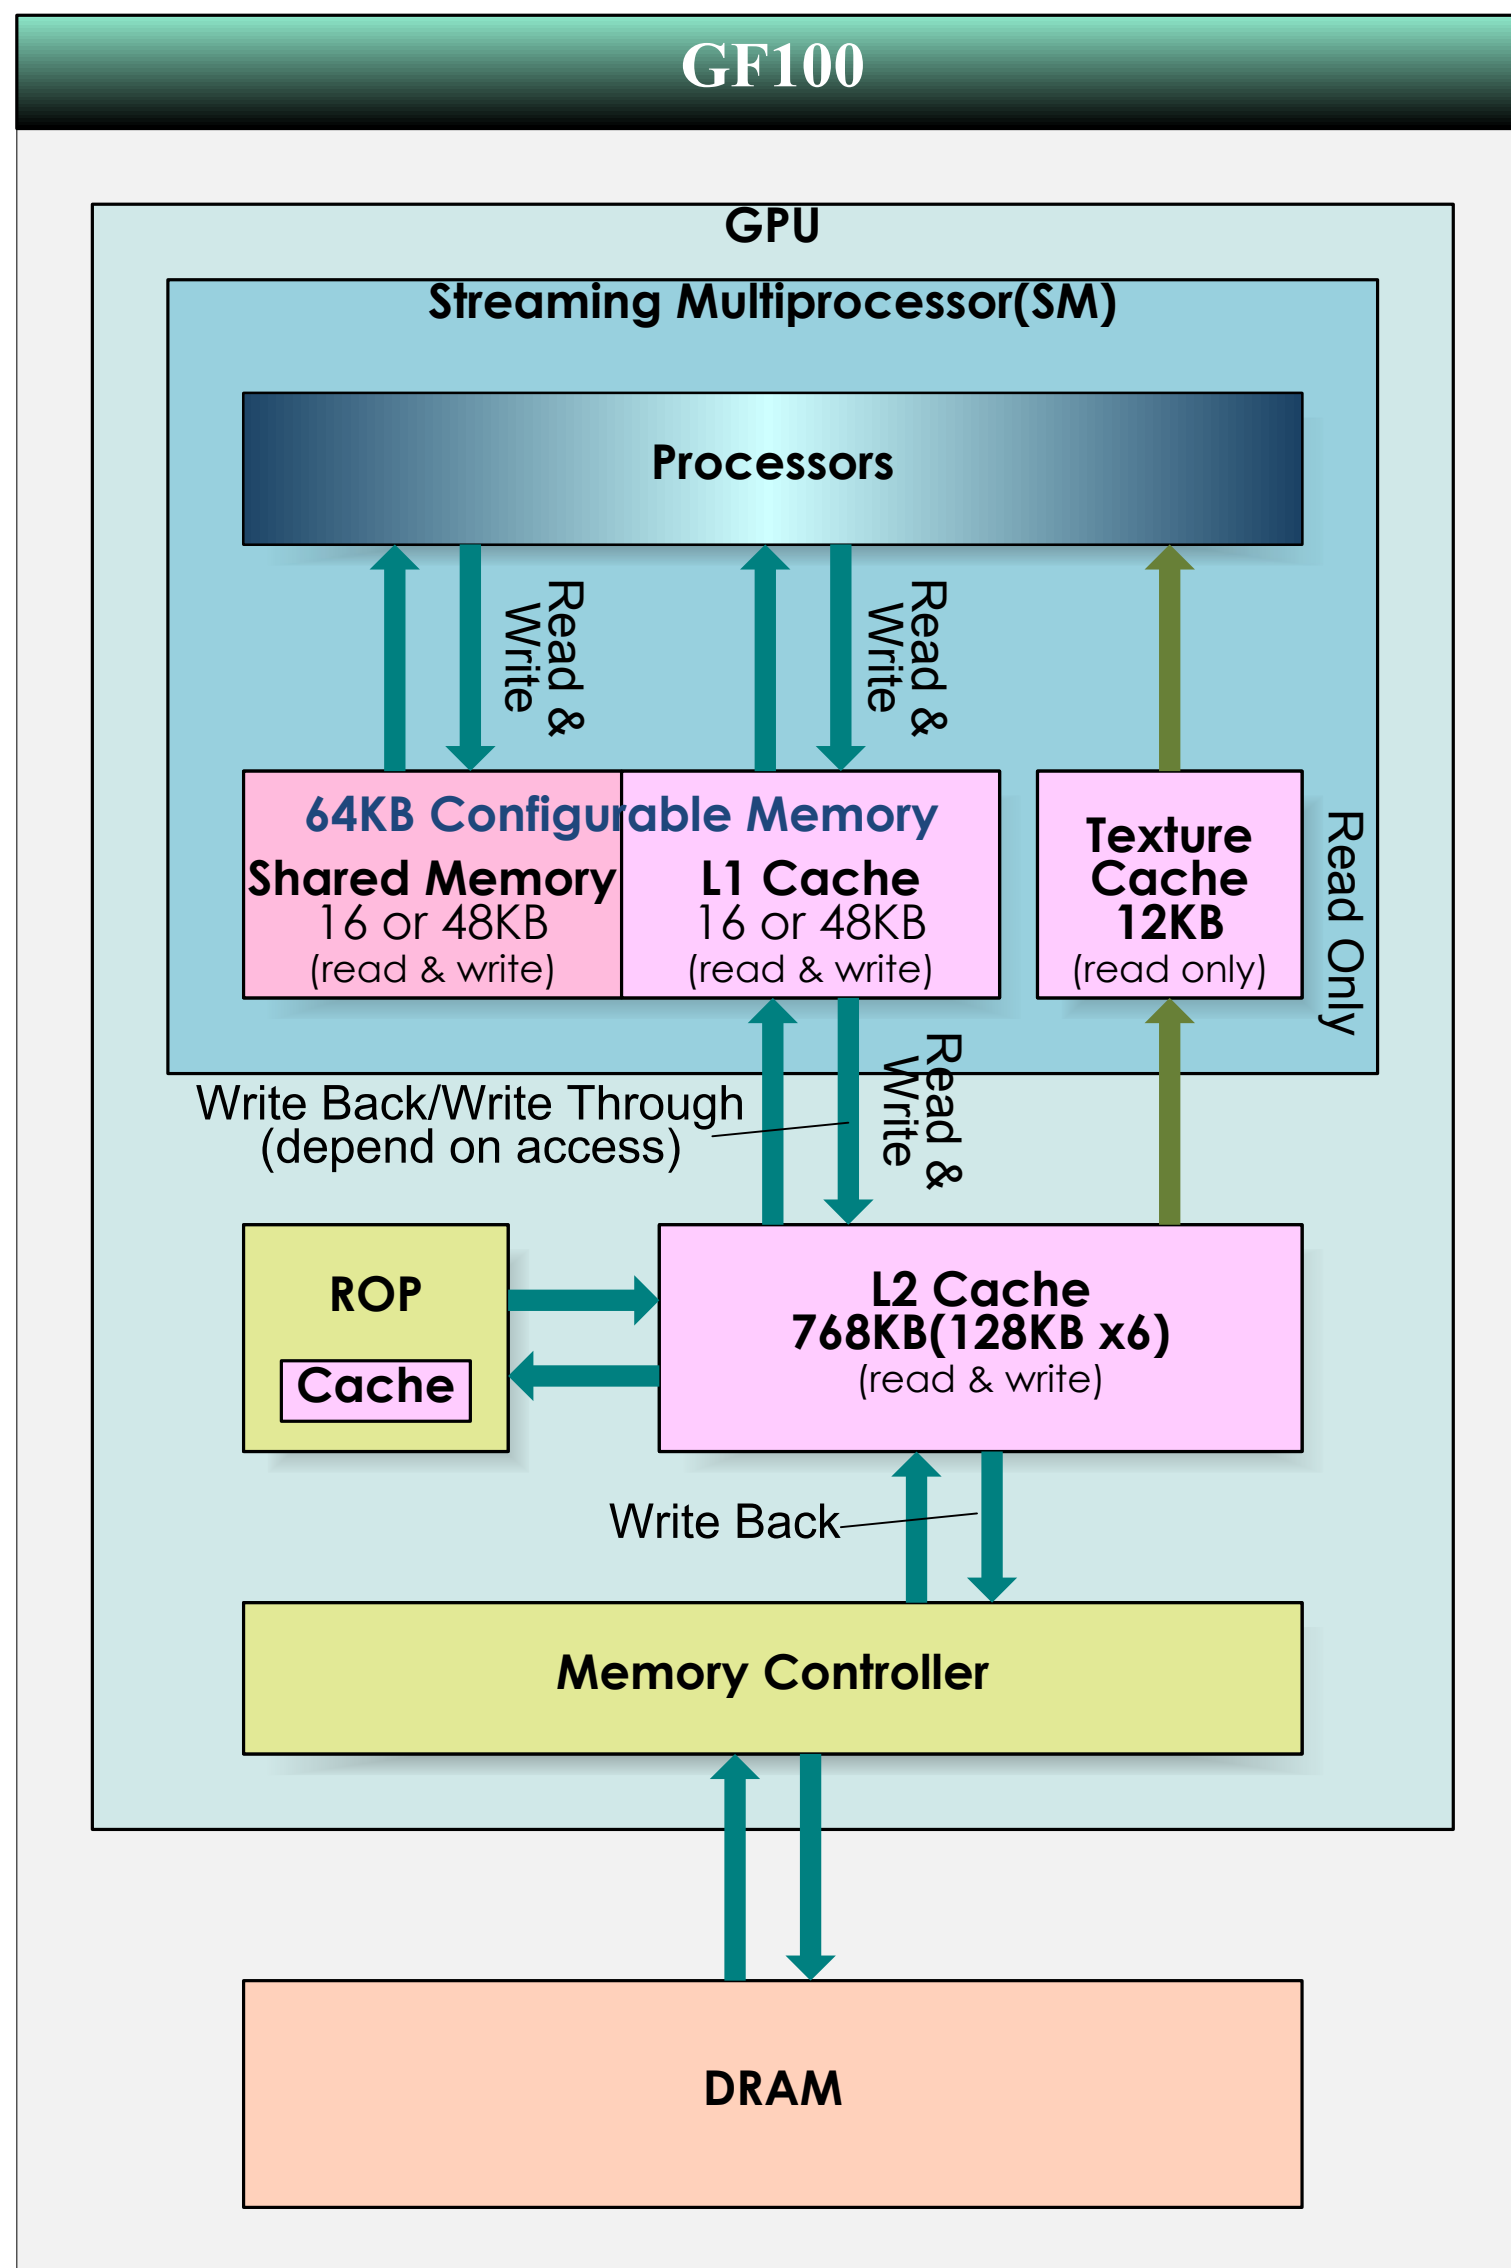 GF100
GPU
Streaming Multiprocessor(SM)
Processors
Read &
Write
Read &
Write
64KB Configurable Memory
Shared Memory
16 or 48KB
(read & write)
L1 Cache
16 or 48KB
(read & write)
Texture
Cache
12KB
(read only)
Read Only
Write Back/Write Through
(depend on access)
Read &
Write
ROP
Cache
L2 Cache
768KB(128KB x6)
(read & write)
Write Back
Memory Controller
DRAM